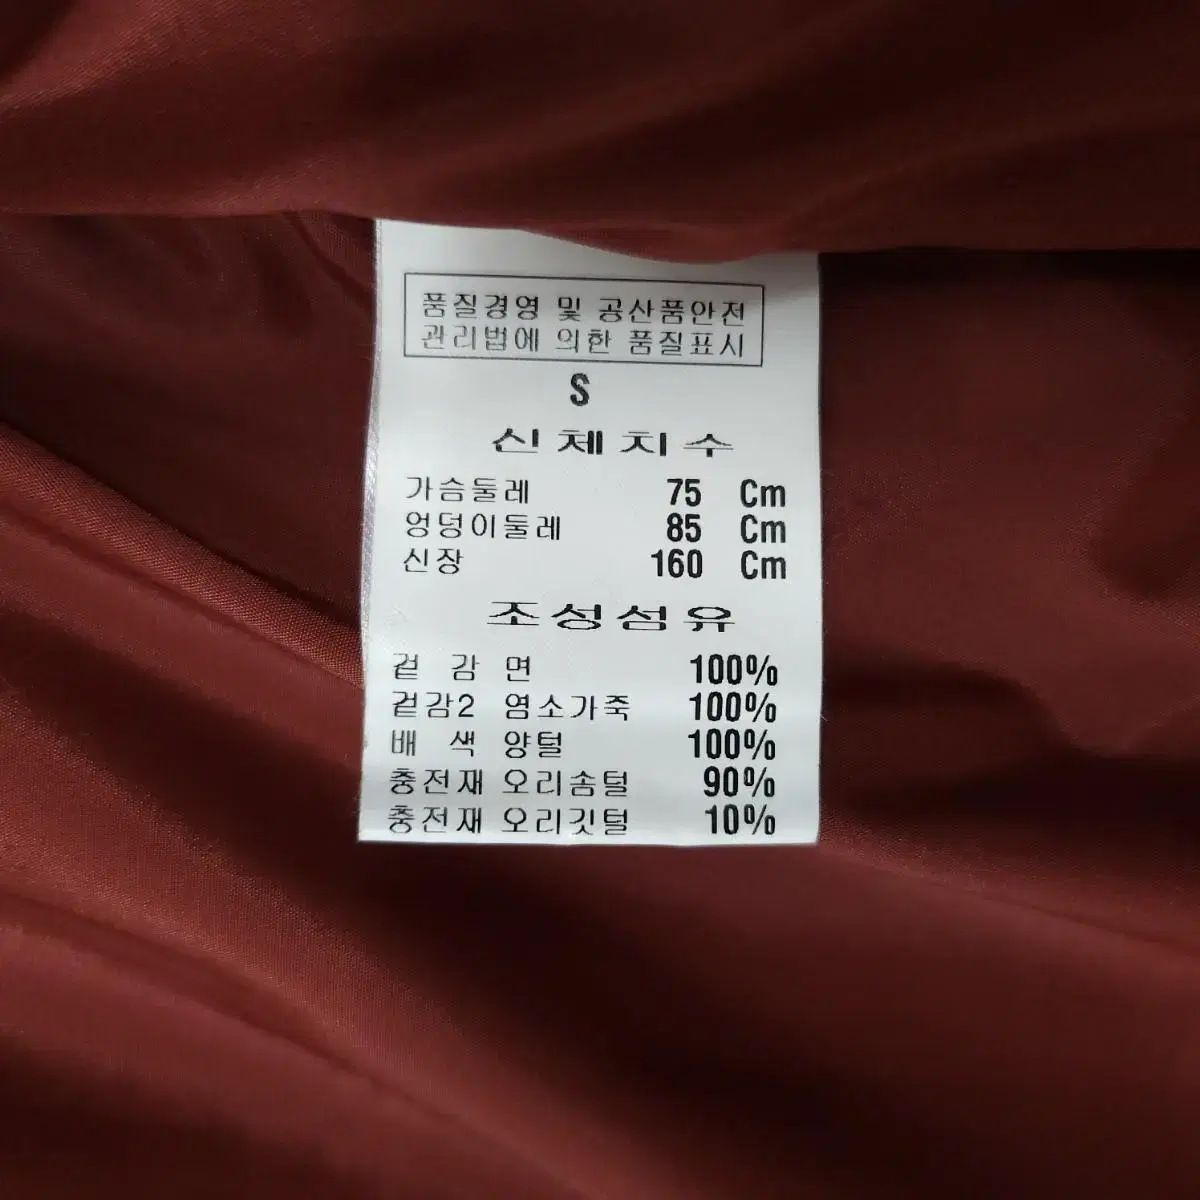 품질경영 및 공산품안전
관리법에 의한 품질표시
S
신체치수
가슴둘레 75 Cm
엉덩이둘레 85 Cm
신장 160 Cm
조성섬유
겉 감 면 100%
겉감2 염소가죽 100%
배 색 양털 100%
충전재 오리솜털 90%
충전재 오리깃털 10%